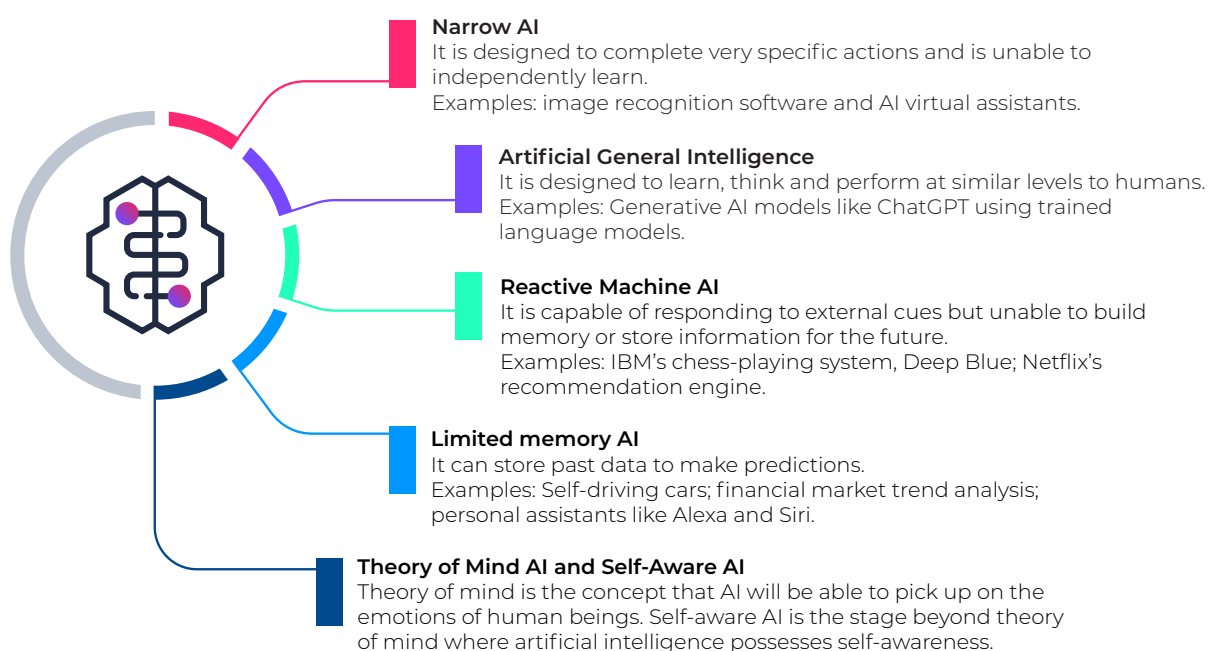 Narrow AI
It is designed to complete very specific actions and is unable to
independently learn.
Examples: image recognition software and AI virtual assistants.
Artificial General Intelligence
It is designed to learn, think and perform at similar levels to humans.
Examples: Generative AI models like ChatGPT using trained
language models.
Reactive Machine AI
It is capable of responding to external cues but unable to build
memory or store information for the future.
Examples: IBM’s chess-playing system, Deep Blue; Netflix’s
recommendation engine.
Limited memory AI
It can store past data to make predictions.
Examples: Self-driving cars; financial market trend analysis;
personal assistants like Alexa and Siri.
Theory of Mind AI and Self-Aware AI
Theory of mind is the concept that AI will be able to pick up on the
emotions of human beings. Self-aware AI is the stage beyond theory
of mind where artificial intelligence possesses self-awareness.